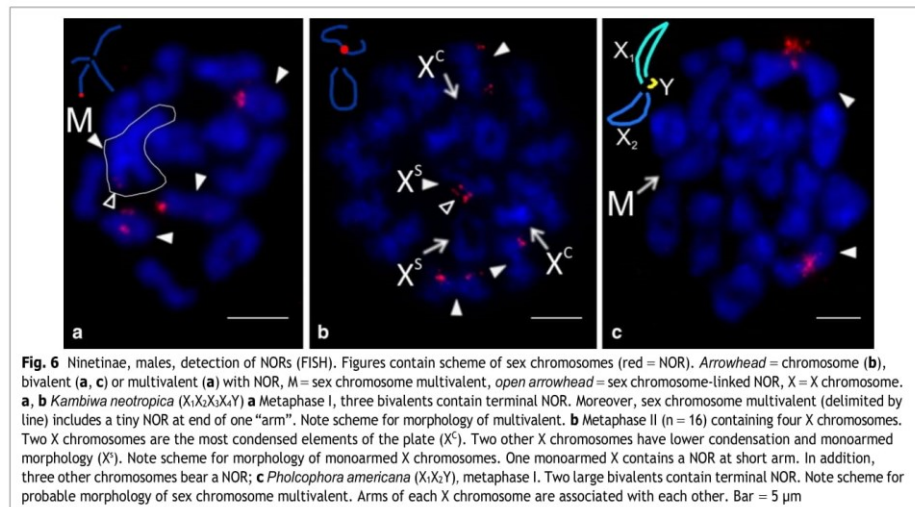 M
a
X^C
X^S
X^S
X^C
b
X₁
Y
X₂
M
c
Fig. 6 Ninetinae, males, detection of NORs (FISH). Figures contain scheme of sex chromosomes (red = NOR). Arrowhead = chromosome (b),
bivalent (a, c) or multivalent (a) with NOR, M = sex chromosome multivalent, open arrowhead = sex chromosome-linked NOR, X = X chromosome.
a, b Kambiwa neotropica (X₁X₂X₃X₄Y) a Metaphase I, three bivalents contain terminal NOR. Moreover, sex chromosome multivalent (delimited by
line) includes a tiny NOR at end of one “arm”. Note scheme for morphology of multivalent. b Metaphase II (n = 16) containing four X chromosomes.
Two X chromosomes are the most condensed elements of the plate (X^C). Two other X chromosomes have lower condensation and monoarmed
morphology (X^S). Note scheme for morphology of monoarmed X chromosomes. One monoarmed X contains a NOR at short arm. In addition,
three other chromosomes bear a NOR; c Pholcophora americana (X₁X₂Y), metaphase I. Two large bivalents contain terminal NOR. Note scheme for
probable morphology of sex chromosome multivalent. Arms of each X chromosome are associated with each other. Bar = 5 μm